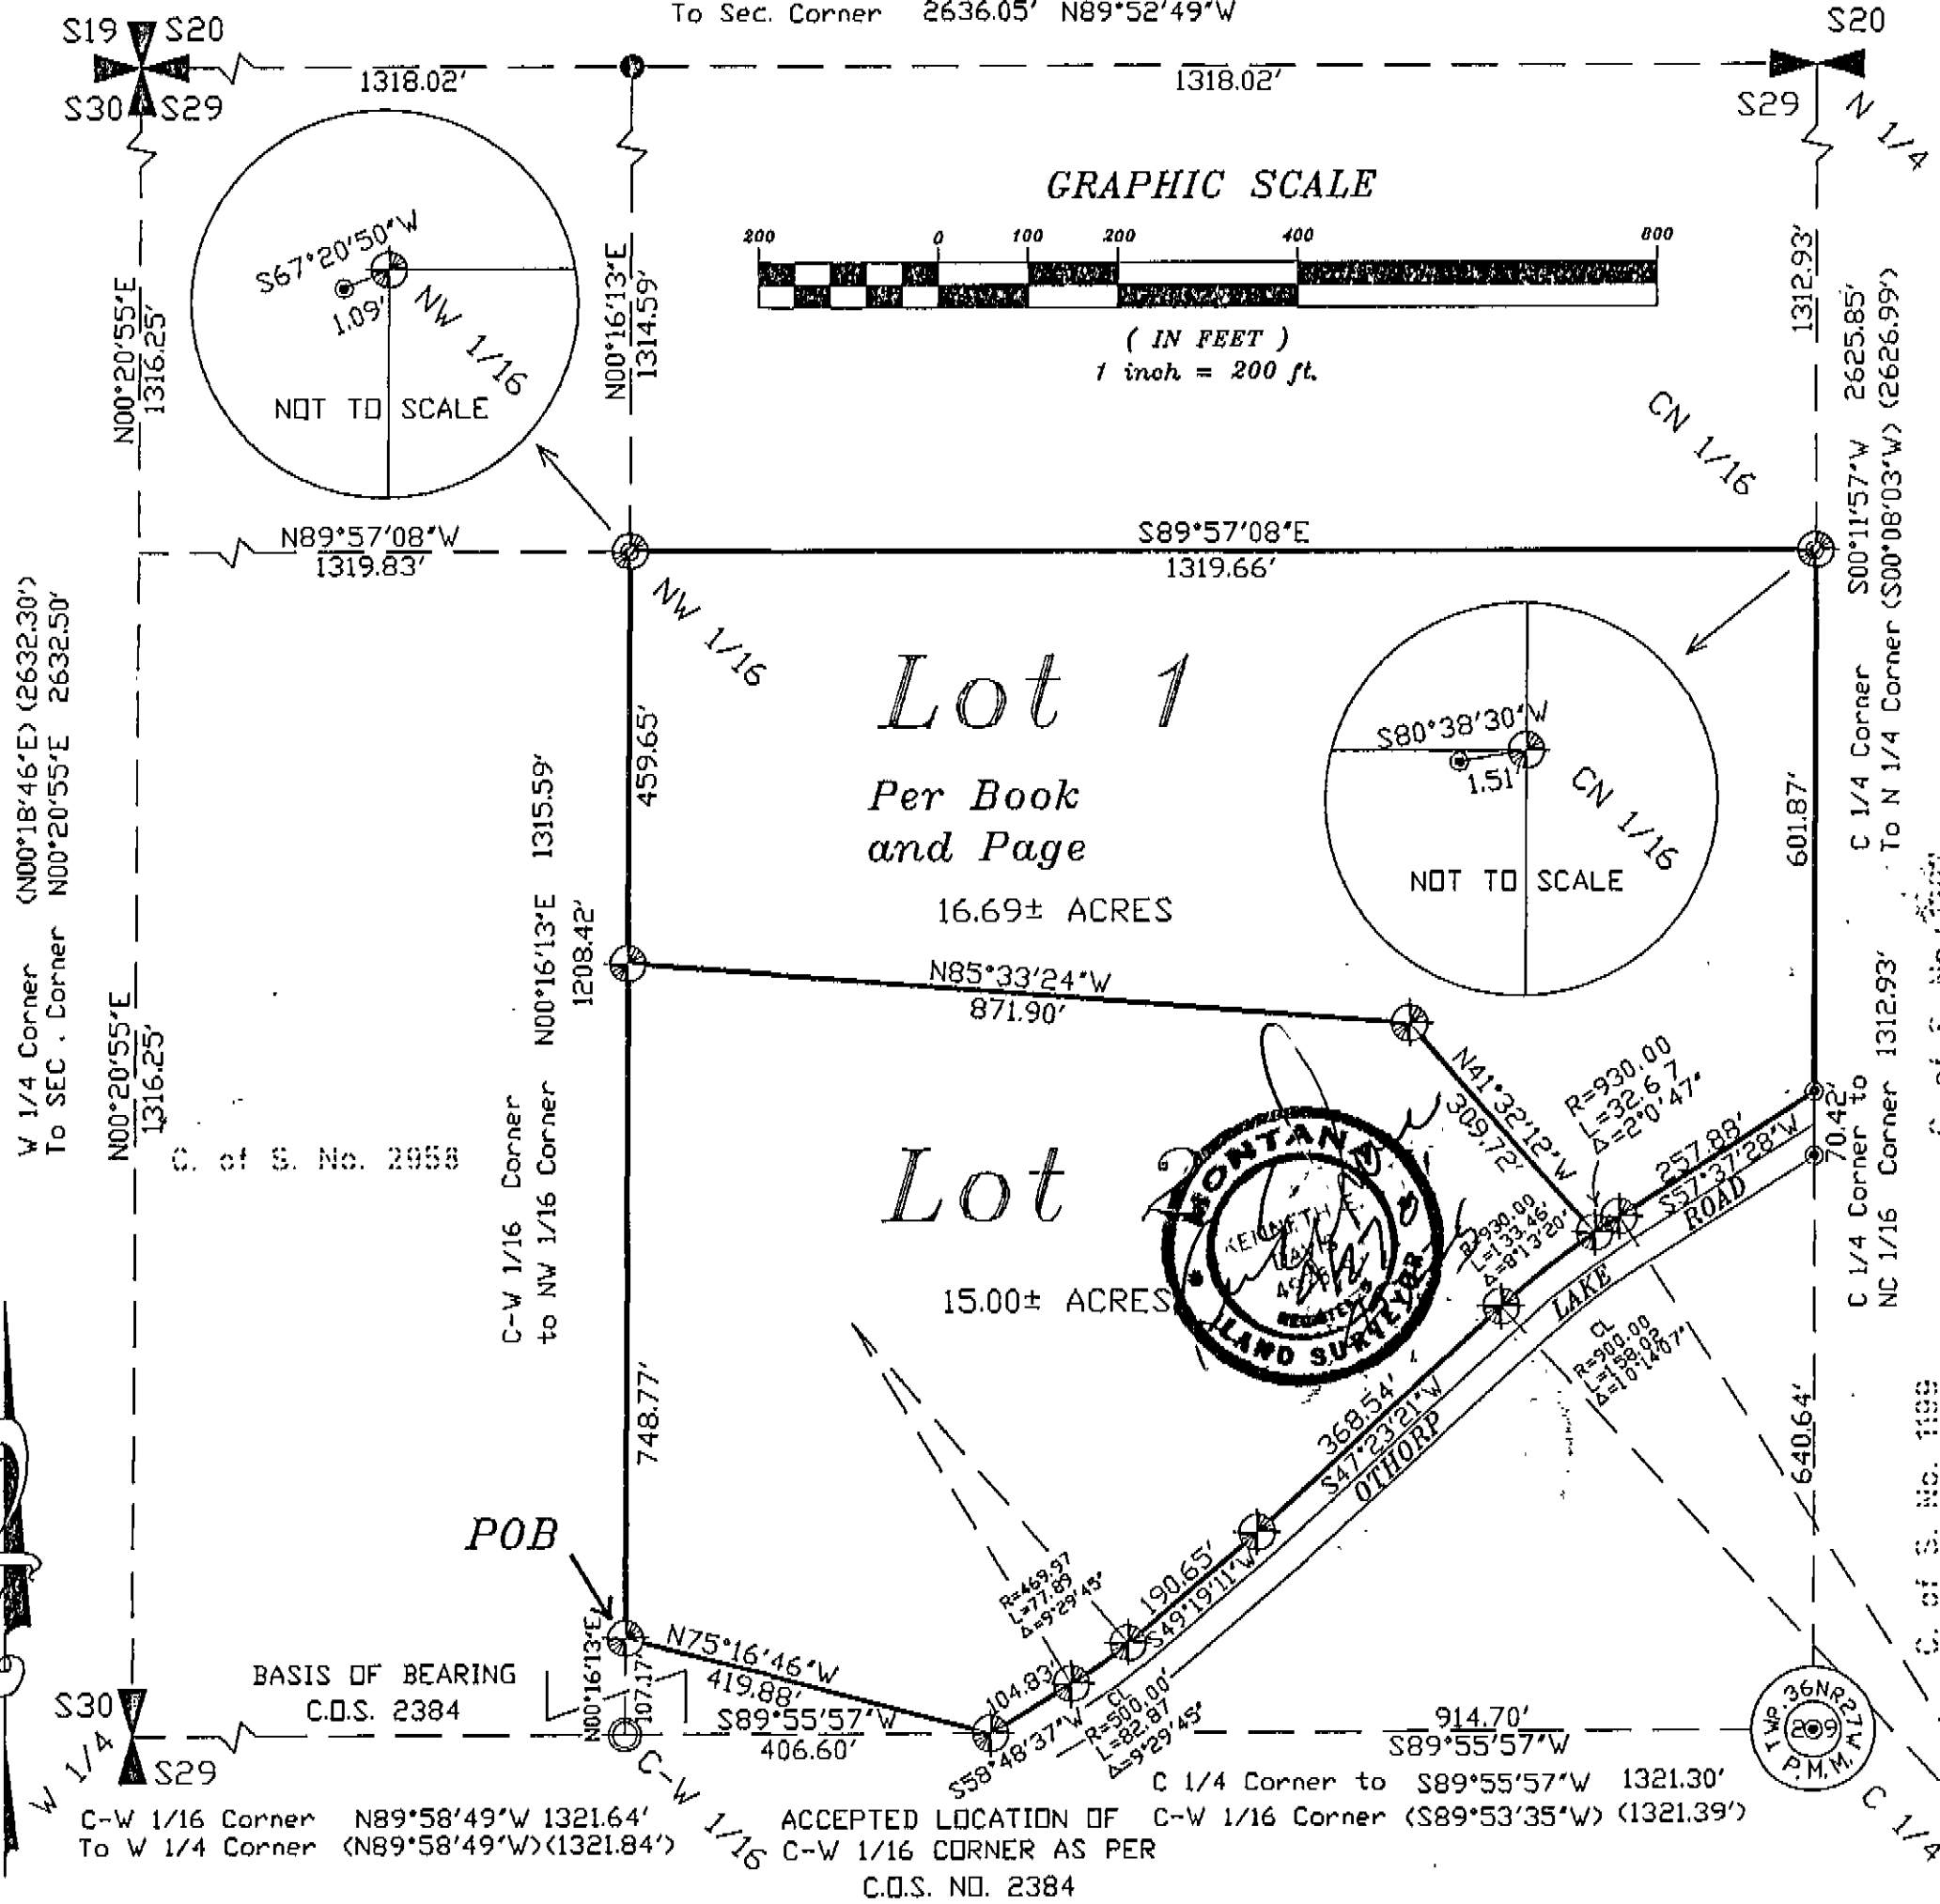 To Sec. Corner 2636.05' N89°52'49"W
S19 S20
S20
1318.02'
1318.02'
S30 S29
S29
N 1/4
GRAPHIC SCALE
200 0 100 200 400 800
( IN FEET )
1 inch = 200 ft.
S67°20'50"W
1.09'
NW 1/16
NOT TO SCALE
N00°20'55"E
1316.25'
N00°16'13"E
1314.59'
1312.93'
C 1/4 Corner S00°11'57"W 2625.85'
To N 1/4 Corner (S00°08'03"W) (2626.99')
CN 1/16
N89°57'08"W
1319.83'
S89°57'08"E
1319.66'
NW 1/16
W 1/4 Corner (N00°18'46"E) (2632.30')
To SEC . Corner N00°20'55"E 2632.50'
Lot 1
Per Book
and Page
16.69± ACRES
459.65'
S80°38'30"W
1.51'
CN 1/16
NOT TO SCALE
601.87'
N00°20'55"E
1316.25'
C-W 1/16 Corner
to NW 1/16 Corner N00°16'13"E 1315.59'
1208.42'
N85°33'24"W
871.90'
N41°32'12"W
309.72'
R=930.00
L=32.67
Δ=2°0'47"
257.88'
S57°37'28"W
70.42'
C 1/4 Corner to
NC 1/16 Corner 1312.93'
C. of S. No. 2958
Lot
15.00± ACRES
MONTANA
KENNETH E.
REGISTERED
LAND SURVEYOR
R=930.00
L=133.46'
Δ=8°13'20"
LAKE ROAD
CL
R=900.00
L=158.02
Δ=10°14'07"
748.77'
368.54'
S47°23'21"W
OTHORP
640.64'
C. of S. No. 1199
POB
R=469.97
L=77.89
Δ=9°29'45"
190.65'
S49°19'11"W
N00°16'13"E
107.17'
N75°16'46"W
419.88'
104.83'
S58°48'37"W
CL
R=500.00'
L=82.87
Δ=9°29'45"
BASIS OF BEARING
C.O.S. 2384
S89°55'57"W
406.60'
914.70'
S89°55'57"W
TWP.36N R27W
29
P.M.M.
S30
S29
W 1/4
C-W 1/16
C 1/4
C 1/4 Corner to S89°55'57"W 1321.30'
C-W 1/16 Corner (S89°53'35"W) (1321.39')
C-W 1/16 Corner N89°58'49"W 1321.64'
To W 1/4 Corner (N89°58'49"W)(1321.84')
ACCEPTED LOCATION OF
C-W 1/16 CORNER AS PER
C.O.S. NO. 2384